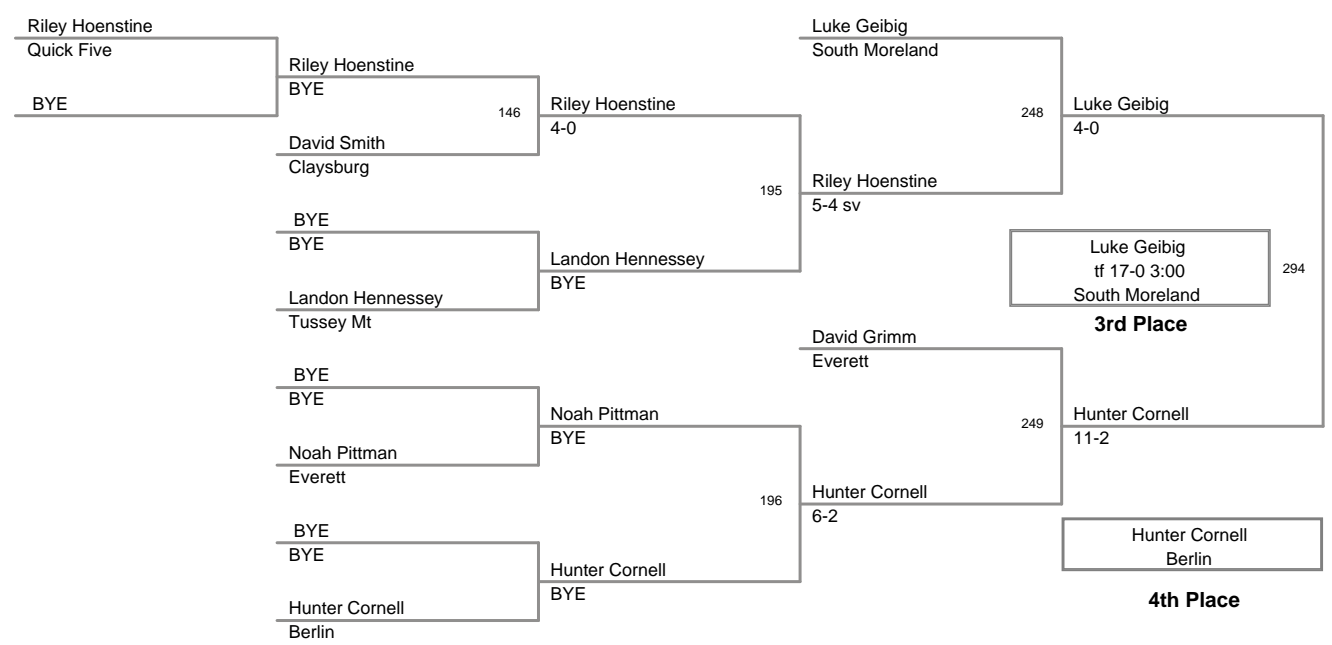 Riley Hoenstine
Quick Five
BYE
Riley Hoenstine
BYE
146
David Smith
Claysburg
BYE
BYE
Landon Hennessey
Tussey Mt
BYE
BYE
Noah Pittman
Everett
BYE
BYE
Hunter Cornell
Berlin
Riley Hoenstine
4-0
195
Landon Hennessey
BYE
Noah Pittman
BYE
196
Hunter Cornell
BYE
Luke Geibig
South Moreland
248
Riley Hoenstine
5-4 sv
David Grimm
Everett
249
Hunter Cornell
6-2
Luke Geibig
4-0
Luke Geibig
tf 17-0 3:00
South Moreland
294
3rd Place
Hunter Cornell
11-2
Hunter Cornell
Berlin
4th Place